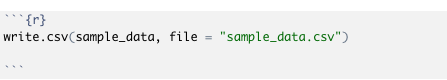 ```{r}
write.csv(sample_data, file = "sample_data.csv")
```